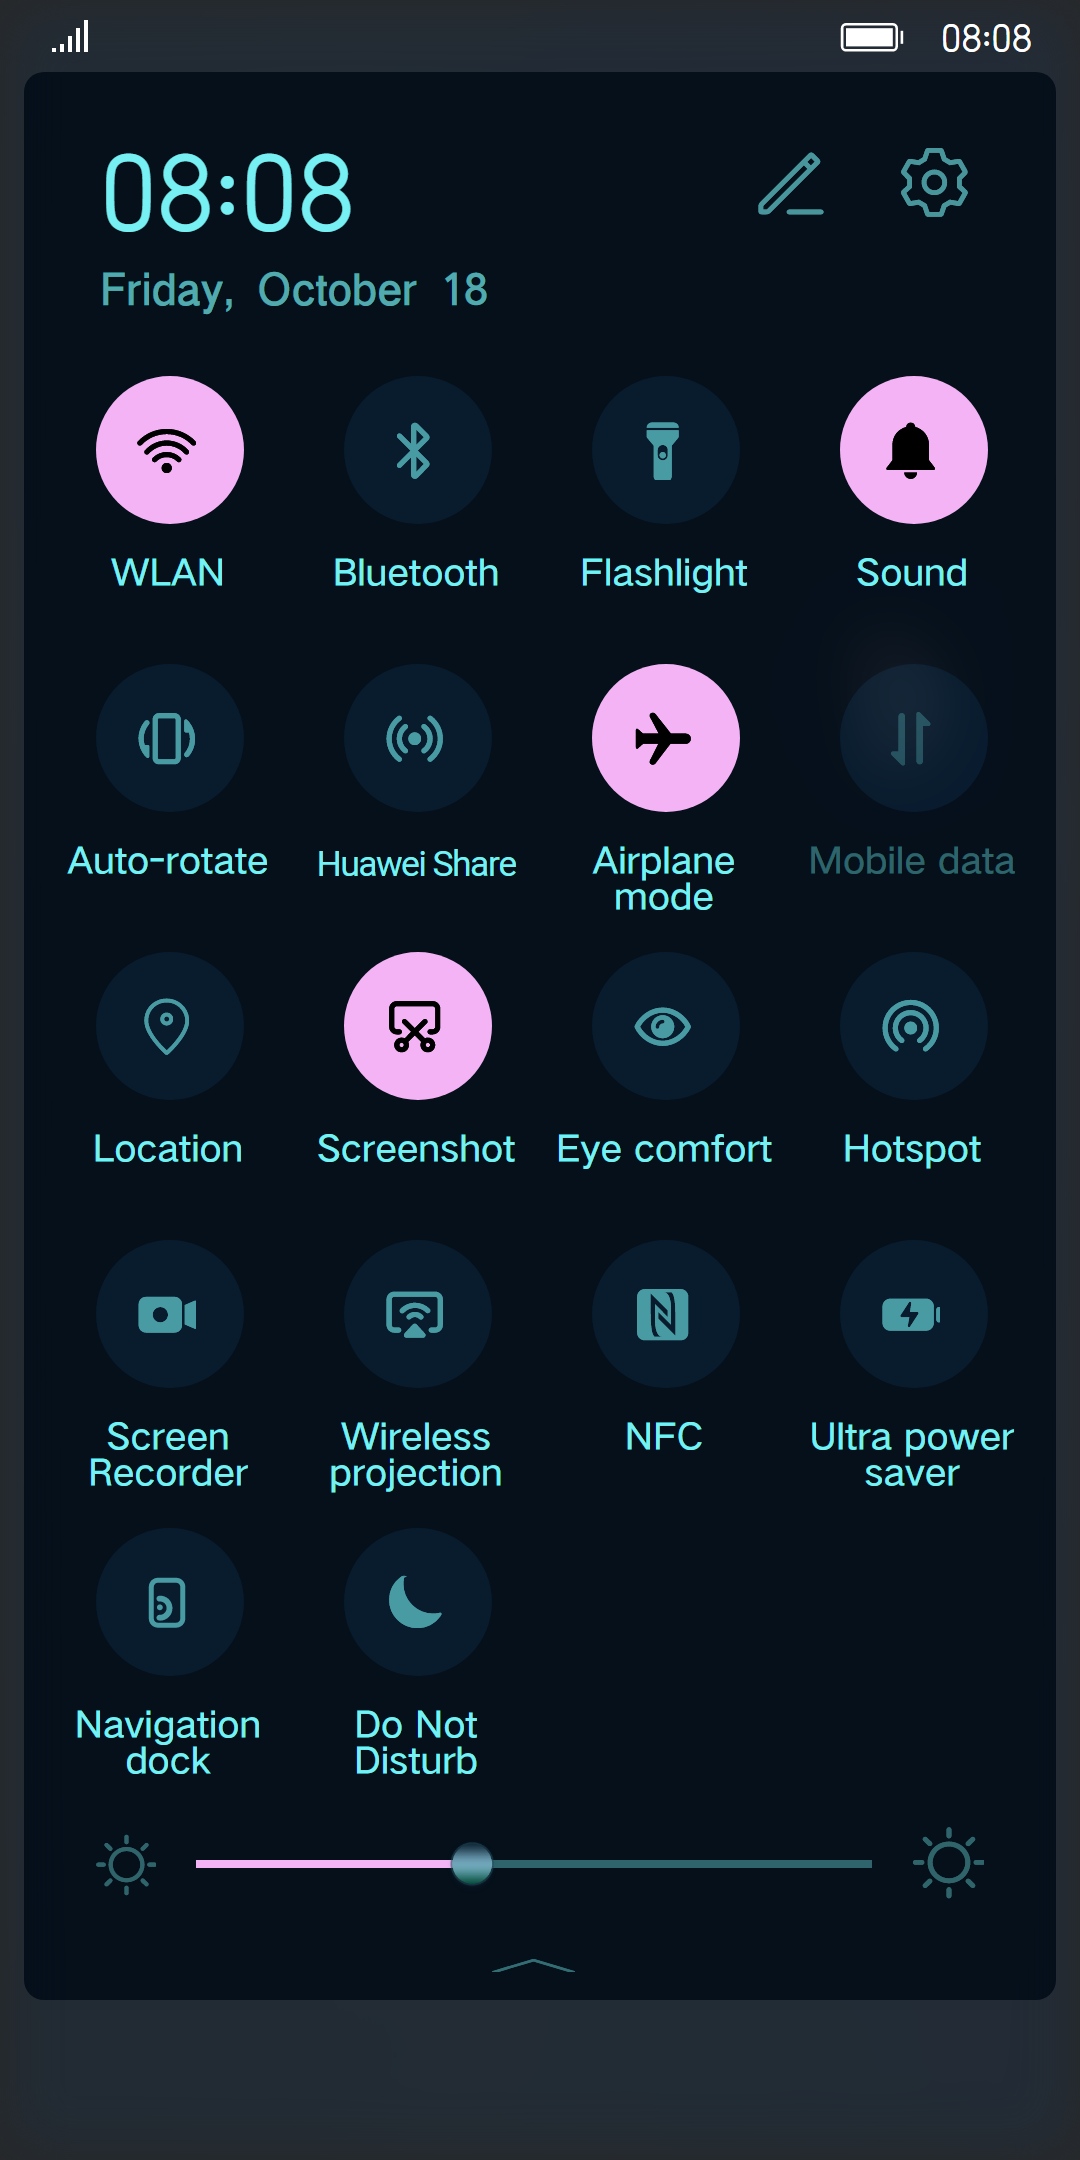 08:08
08:08
Friday, October 18
WLAN
Bluetooth
Flashlight
Sound
Auto-rotate
Huawei Share
Airplane
mode
Mobile data
Location
Screenshot
Eye comfort
Hotspot
Screen
Recorder
Wireless
projection
NFC
Ultra power
saver
Navigation
dock
Do Not
Disturb